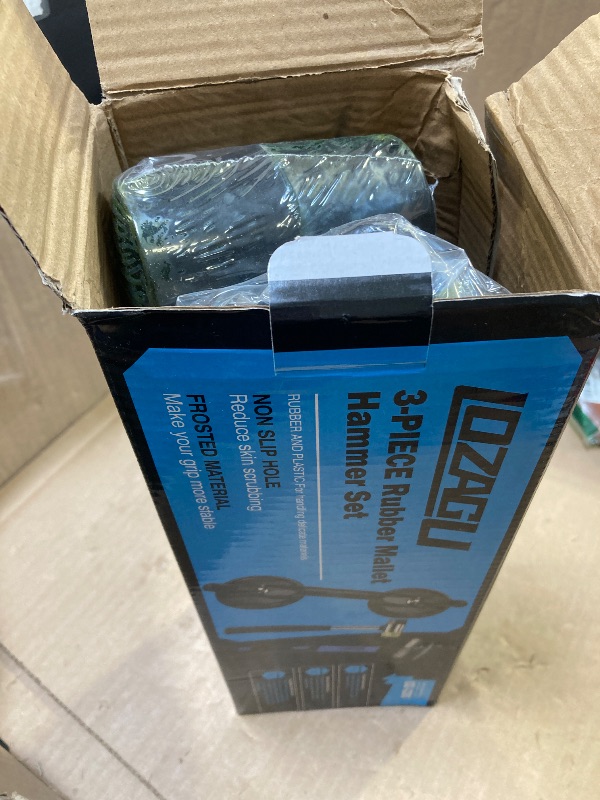 LOZAGU
3-PIECE Rubber Mallet
Hammer Set
RUBBER AND PLASTIC For handling delicate materials
NON SLIP HOLE
Reduce skin scrubbing
FROSTED MATERIAL
Make your grip more stable